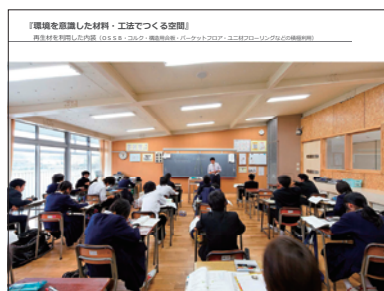 『環境を意識した材料・工法でつくる空間』
再生材を利用した内装（ＯＳＳＢ・コルク・構造用合板・パーケットフロア・ユニ材フローリングなどの積極利用）